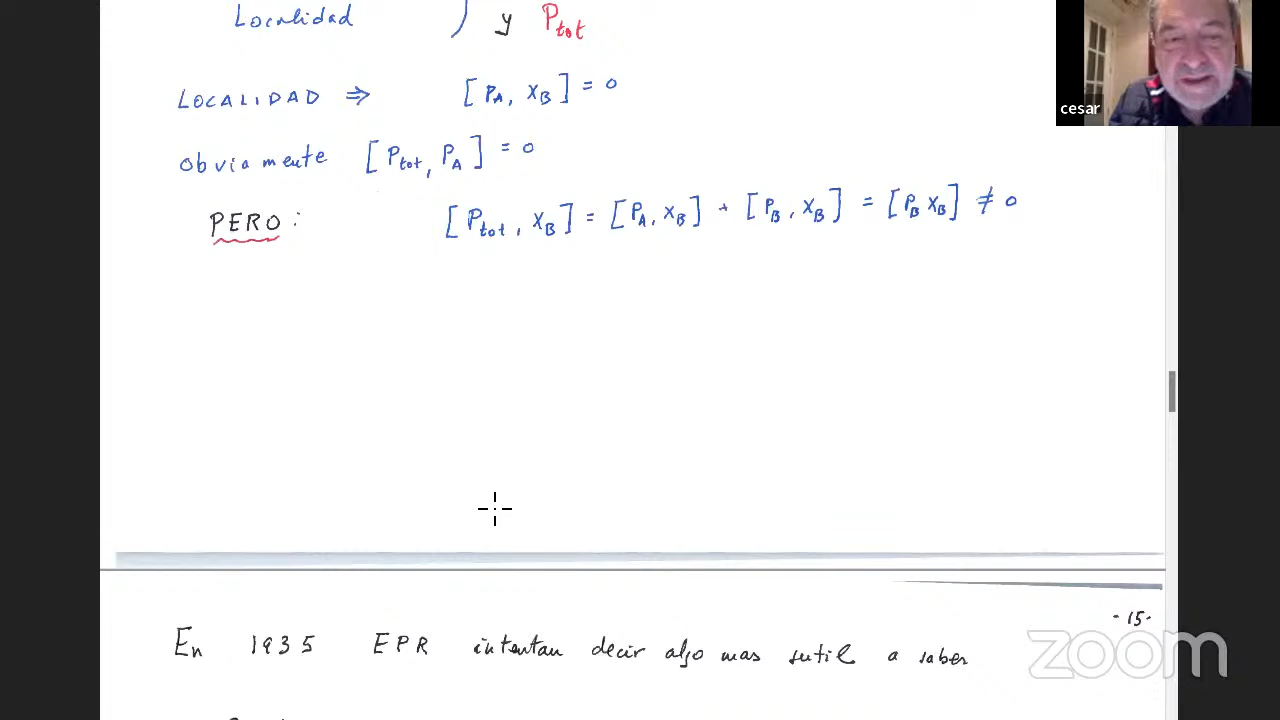 Localidad ) y P_tot
LOCALIDAD ⇒ [P_A, X_B] = 0
cesar
Obviamente [P_tot, P_A] = 0
PERO: [P_tot, X_B] = [P_A, X_B] + [P_B, X_B] = [P_B X_B] ≠ 0
-15-
En 1935 EPR intentan decir algo mas sutil a saber
zoom